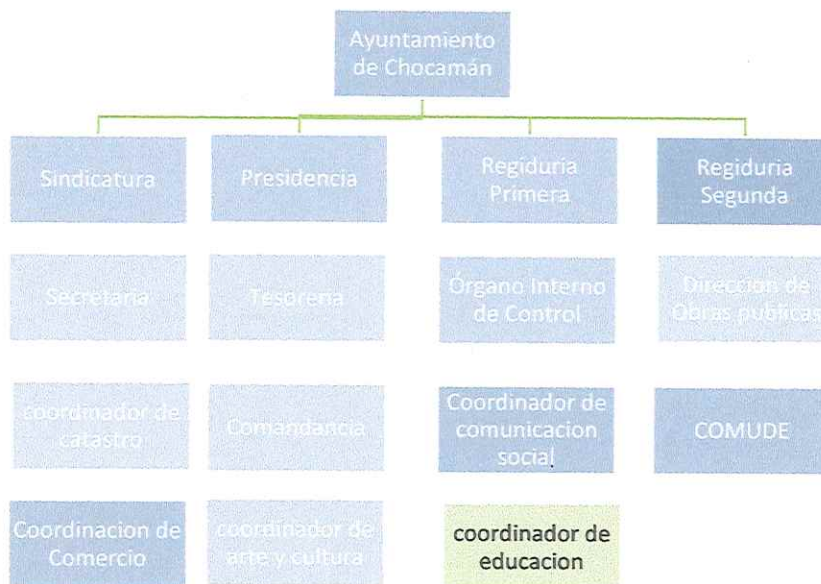 Ayuntamiento
de Chocamán
Sindicatura
Presidencia
Regiduria
Primera
Regiduria
Segunda
Secretaria
Tesoreria
Órgano Interno
de Control
Direccion de
Obras publicas
coordinador de
catastro
Comandancia
Coordinador de
comunicacion
social
COMUDE
Coordinacion de
Comercio
coordinador de
arte y cultura
coordinador de
educacion